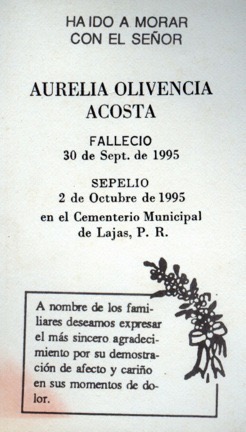 HA IDO A MORAR
CON EL SEÑOR
AURELIA OLIVENCIA
ACOSTA
FALLECIO
30 de Sept. de 1995
SEPELIO
2 de Octubre de 1995
en el Cementerio Municipal
de Lajas, P. R.
A nombre de los fami-
liares deseamos expresar
el más sincero agradeci-
miento por su demostra-
ción de afecto y cariño
en sus momentos de do-
lor.